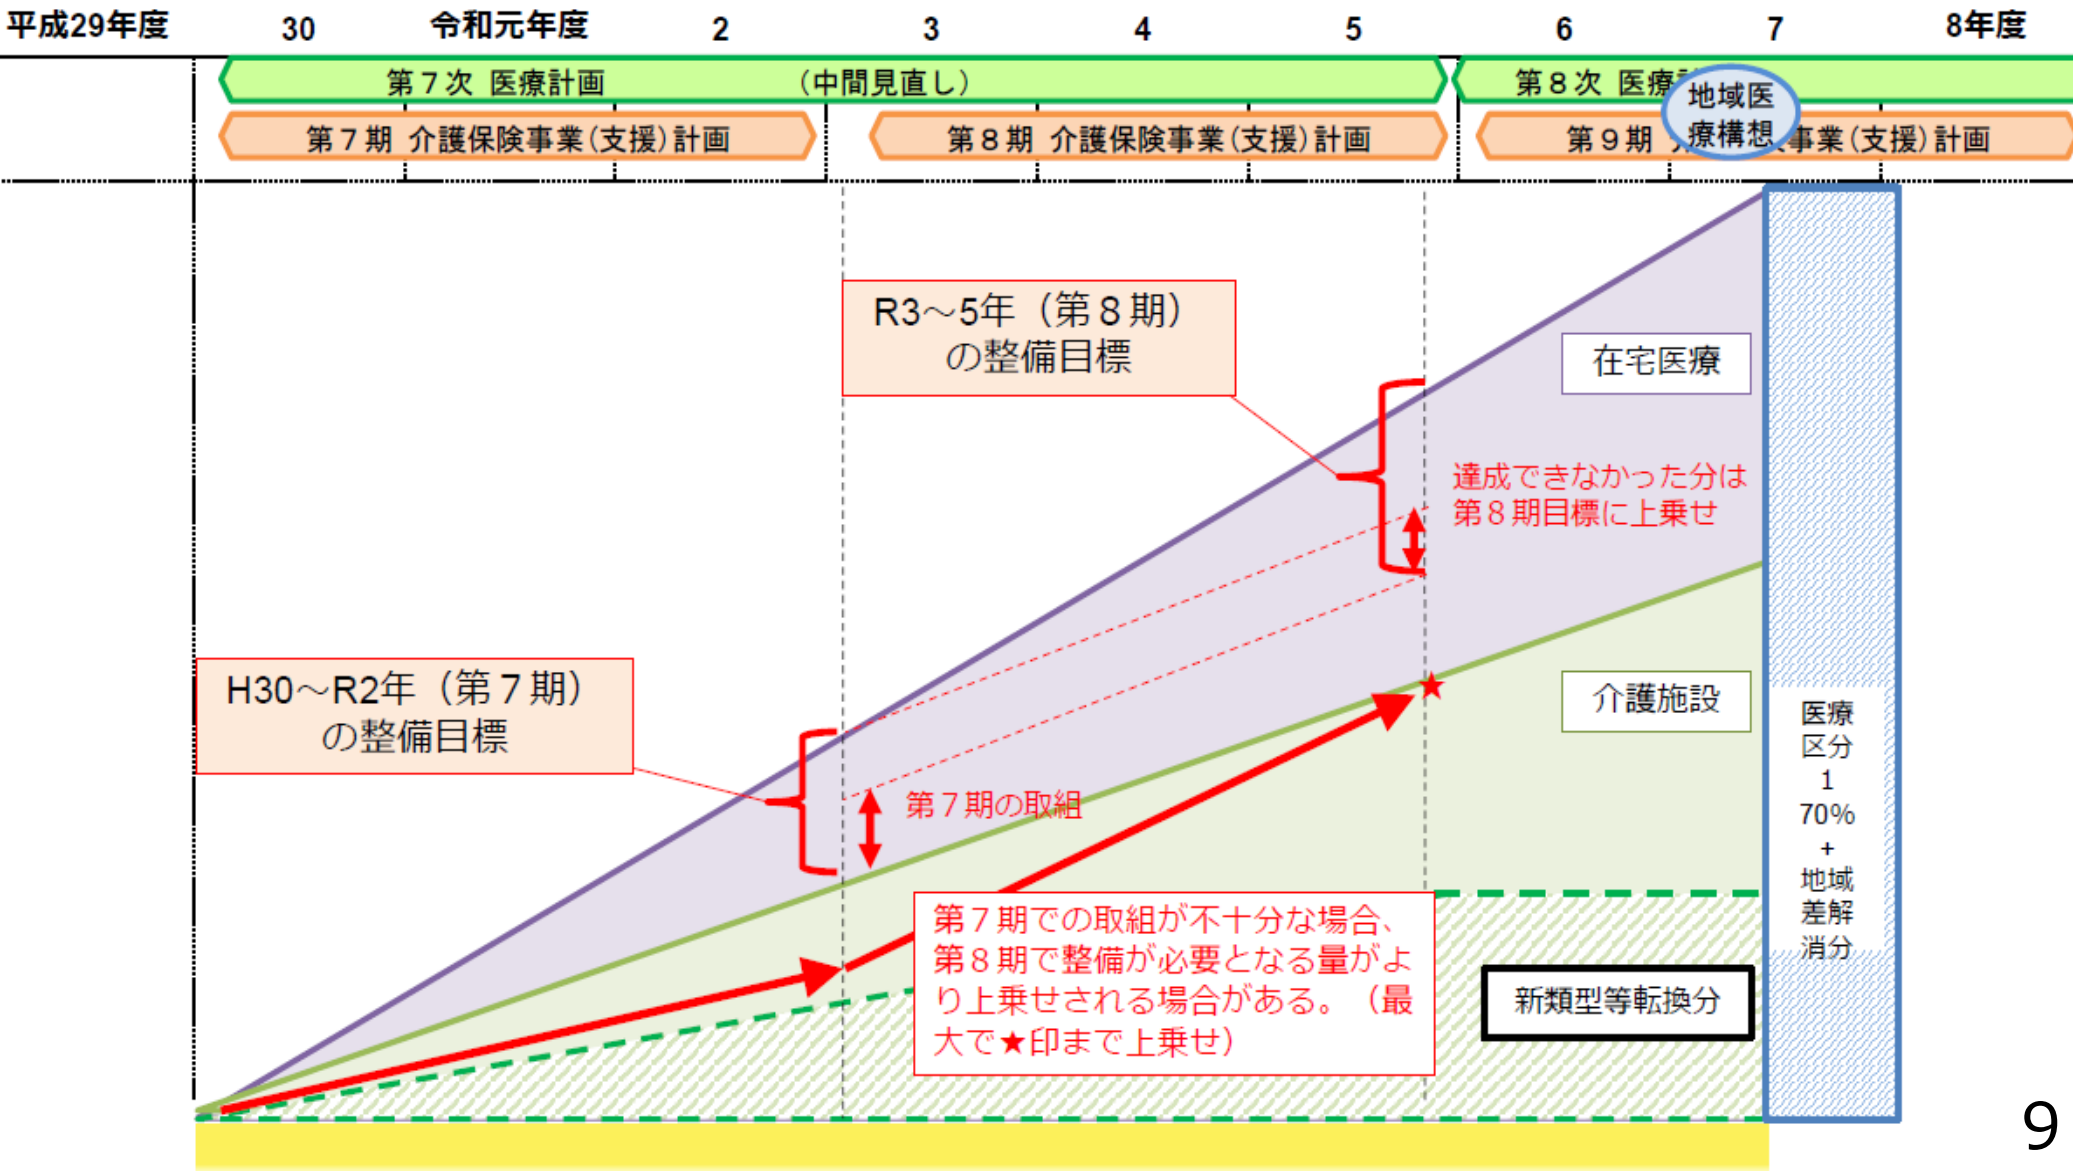 平成29年度 30 令和元年度 2 3 4 5 6 7 8年度
第７次 医療計画 （中間見直し）
第８次 医療
地域医
療構想
第７期 介護保険事業（支援）計画
第８期 介護保険事業（支援）計画
第９期 事業（支援）計画
R3～5年（第８期）
の整備目標
在宅医療
達成できなかった分は
第８期目標に上乗せ
H30～R2年（第７期）
の整備目標
介護施設
第７期の取組
第７期での取組が不十分な場合、
第８期で整備が必要となる量がよ
り上乗せされる場合がある。（最
大で★印まで上乗せ）
新類型等転換分
医療
区分
1
70%
+
地域
差解
消分
9